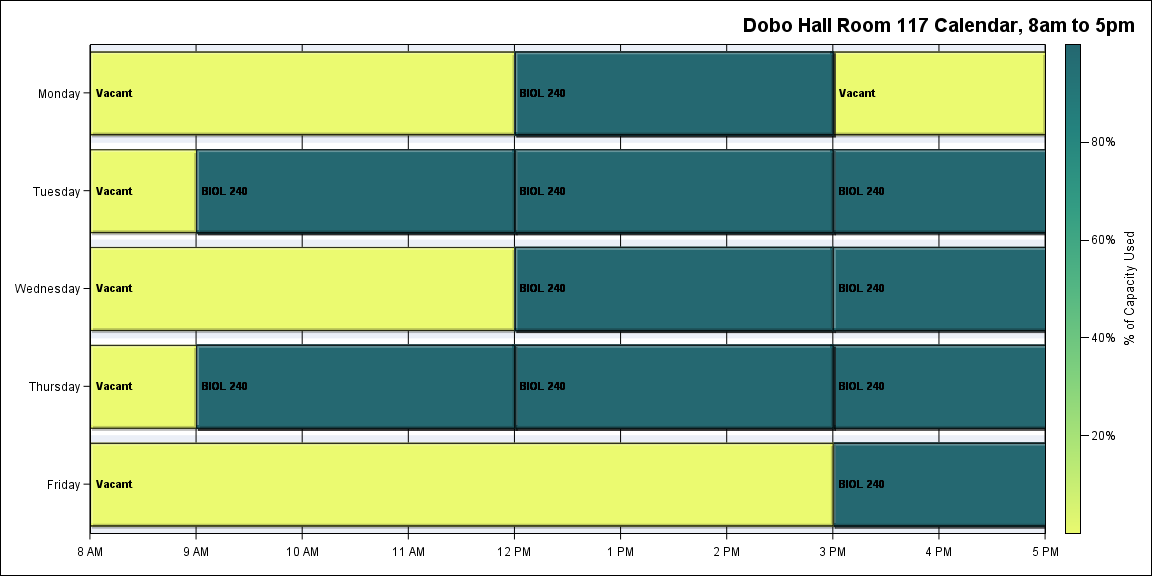 Dobo Hall Room 117 Calendar, 8am to 5pm
Monday
Vacant
BIOL 240
Vacant
Tuesday
Vacant
BIOL 240
BIOL 240
BIOL 240
Wednesday
Vacant
BIOL 240
BIOL 240
Thursday
Vacant
BIOL 240
BIOL 240
BIOL 240
Friday
Vacant
BIOL 240
8 AM
9 AM
10 AM
11 AM
12 PM
1 PM
2 PM
3 PM
4 PM
5 PM
80%
60%
40%
20%
% of Capacity Used